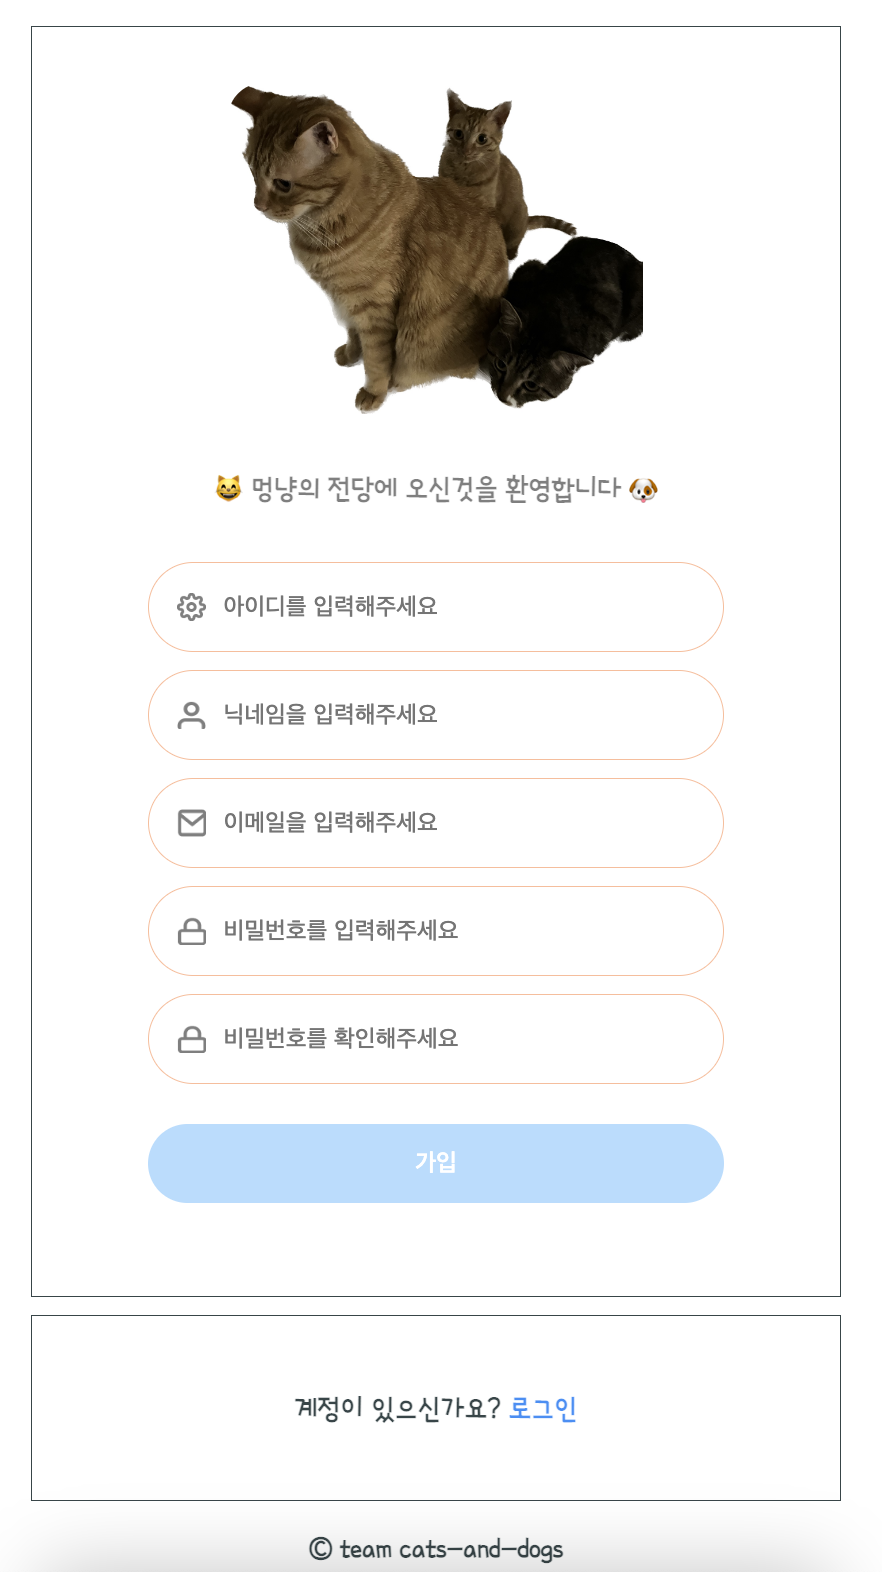 😸 멍냥의 전당에 오신것을 환영합니다 🐶
아이디를 입력해주세요
닉네임을 입력해주세요
이메일을 입력해주세요
비밀번호를 입력해주세요
비밀번호를 확인해주세요
가입
계정이 있으신가요? 로그인
© team cats-and-dogs